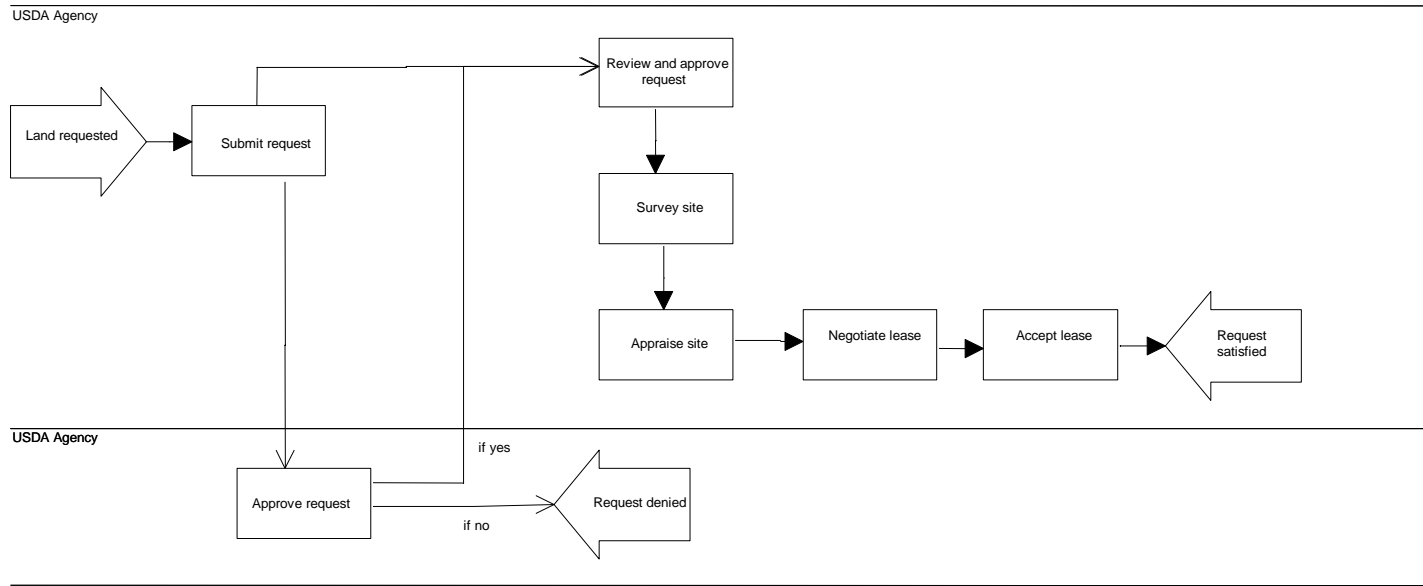 USDA Agency
Review and approve
request
Land requested
Submit request
Survey site
Appraise site
Negotiate lease
Accept lease
Request
satisfied
USDA Agency
if yes
Approve request
Request denied
if no